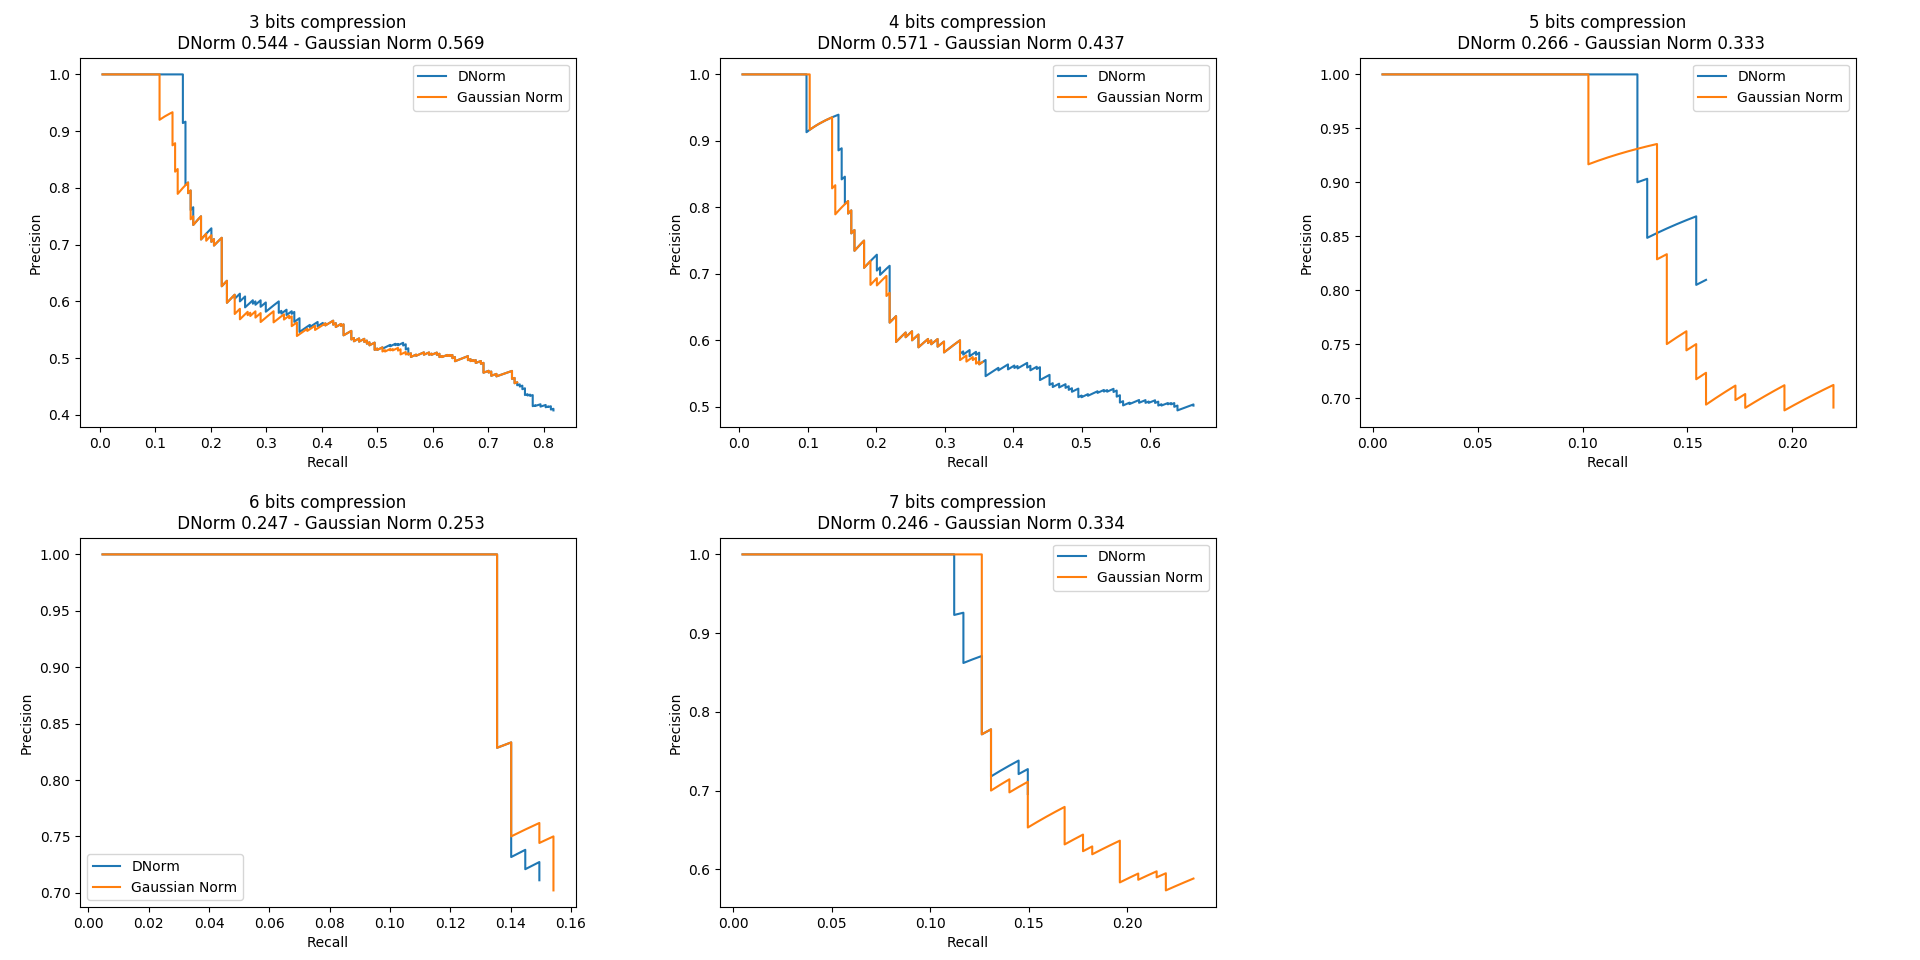 3 bits compression
DNorm 0.544 - Gaussian Norm 0.569
1.0
0.9
0.8
0.7
0.6
0.5
0.4
Precision
DNorm
Gaussian Norm
0.0 0.1 0.2 0.3 0.4 0.5 0.6 0.7 0.8
Recall
4 bits compression
DNorm 0.571 - Gaussian Norm 0.437
1.0
0.9
0.8
0.7
0.6
0.5
Precision
DNorm
Gaussian Norm
0.0 0.1 0.2 0.3 0.4 0.5 0.6
Recall
5 bits compression
DNorm 0.266 - Gaussian Norm 0.333
1.00
0.95
0.90
0.85
0.80
0.75
0.70
Precision
DNorm
Gaussian Norm
0.00 0.05 0.10 0.15 0.20
Recall
6 bits compression
DNorm 0.247 - Gaussian Norm 0.253
1.00
0.95
0.90
0.85
0.80
0.75
0.70
Precision
DNorm
Gaussian Norm
0.00 0.02 0.04 0.06 0.08 0.10 0.12 0.14 0.16
Recall
7 bits compression
DNorm 0.246 - Gaussian Norm 0.334
1.0
0.9
0.8
0.7
0.6
Precision
DNorm
Gaussian Norm
0.00 0.05 0.10 0.15 0.20
Recall